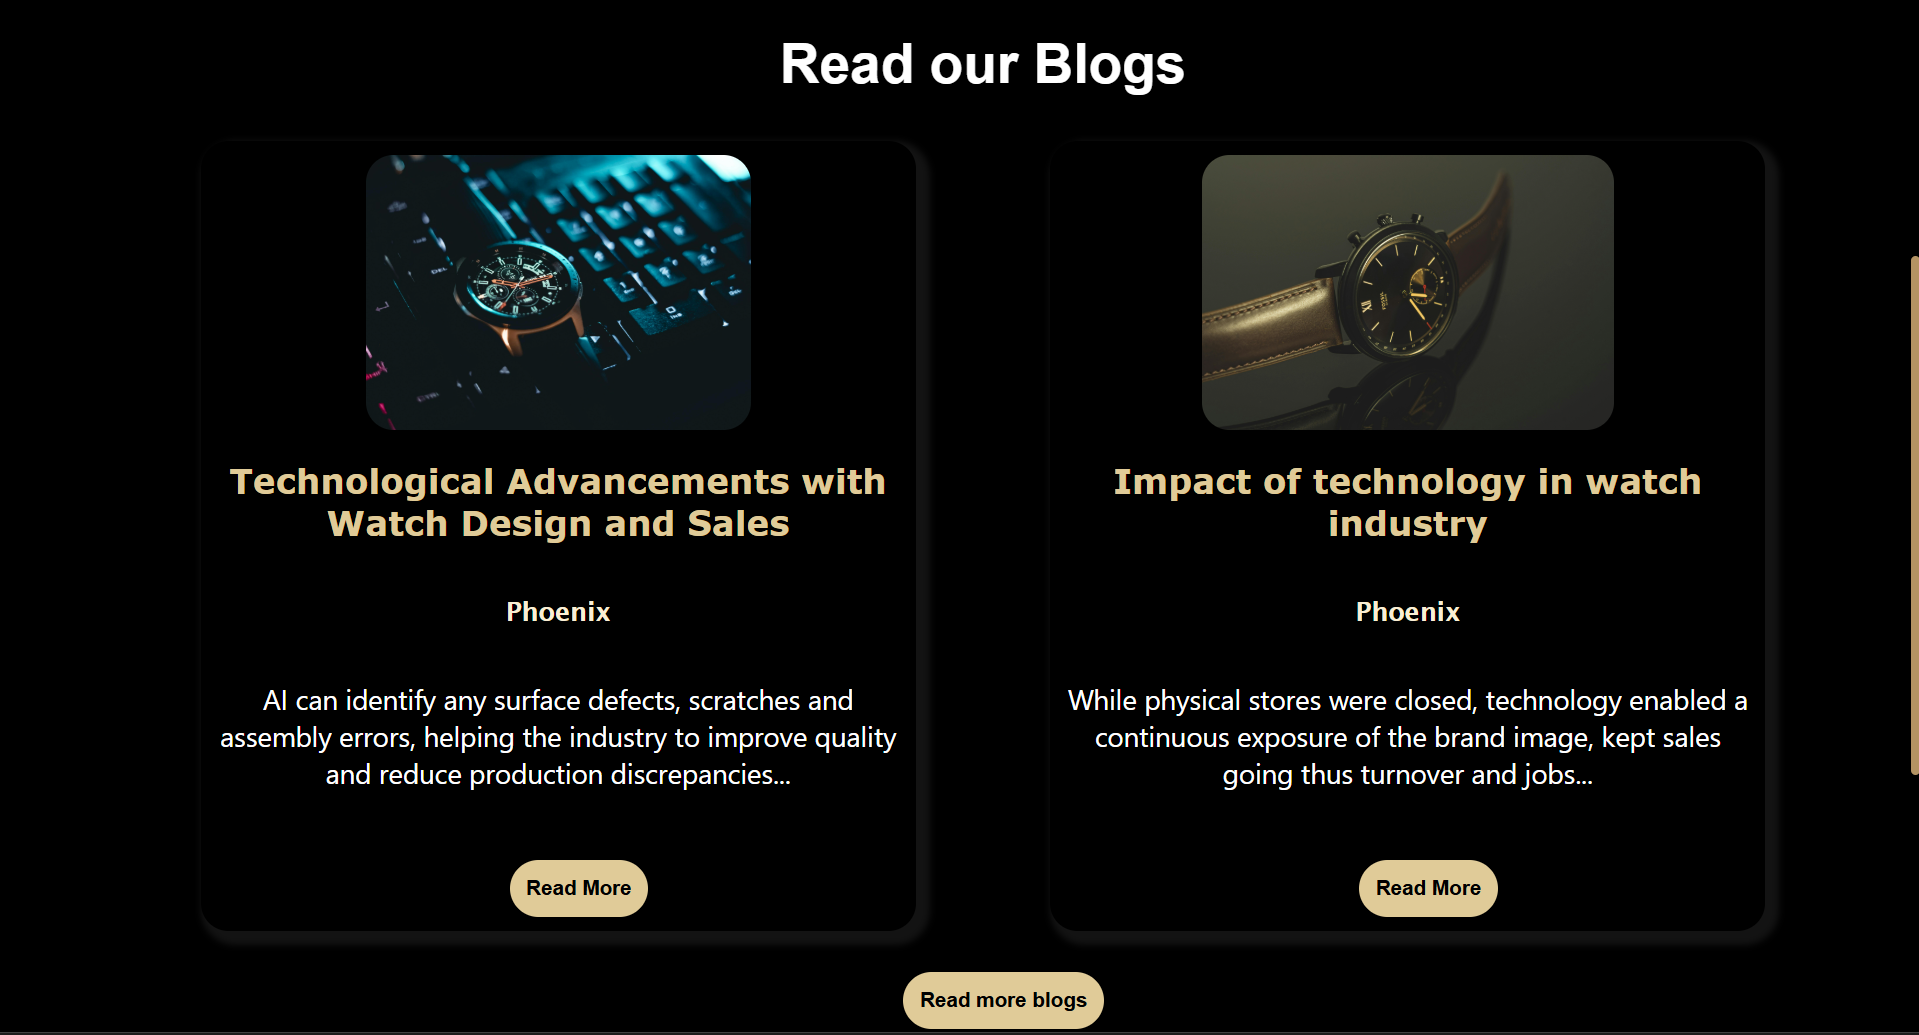 Read our Blogs
Technological Advancements with
Watch Design and Sales
Phoenix
AI can identify any surface defects, scratches and
assembly errors, helping the industry to improve quality
and reduce production discrepancies...
Read More
Impact of technology in watch
industry
Phoenix
While physical stores were closed, technology enabled a
continuous exposure of the brand image, kept sales
going thus turnover and jobs...
Read More
Read more blogs